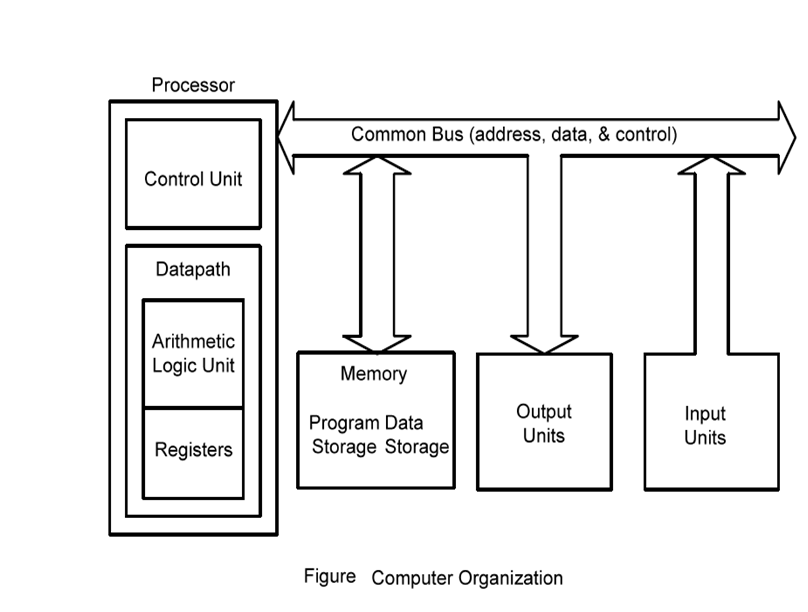 Processor
Common Bus (address, data, & control)
Control Unit
Datapath
Arithmetic
Logic Unit
Registers
Memory
Program Data
Storage Storage
Output
Units
Input
Units
Figure Computer Organization